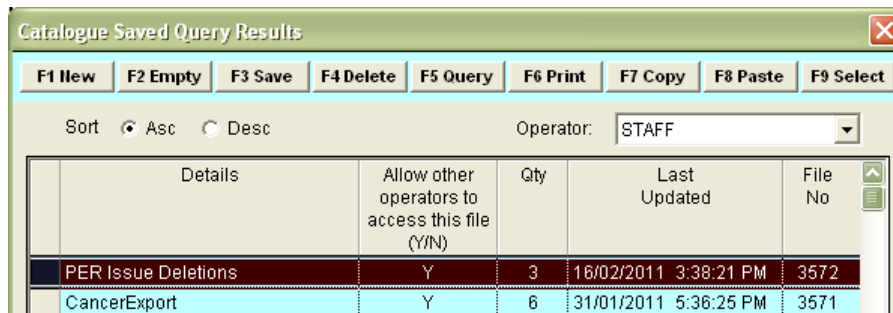 Catalogue Saved Query Results
F1 New F2 Empty F3 Save F4 Delete F5 Query F6 Print F7 Copy F8 Paste F9 Select
Sort Asc Desc Operator: STAFF
Details Allow other operators to access this file (Y/N) Qty Last Updated File No
PER Issue Deletions Y 3 16/02/2011 3:38:21 PM 3572
CancerExport Y 6 31/01/2011 5:36:25 PM 3571